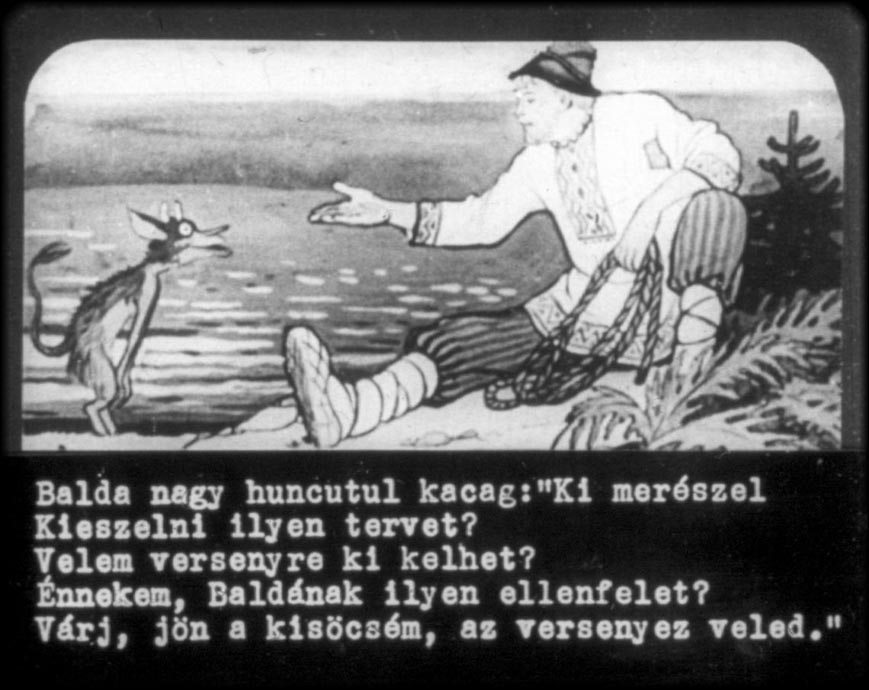 Balda nagy huncutul kacag:"Ki merészel
Kieszelni ilyen tervet?
Velem versenyre ki kelhet?
Énnekem, Baldának ilyen ellenfelet?
Várj, jön a kisöcsém, az versenyez veled."